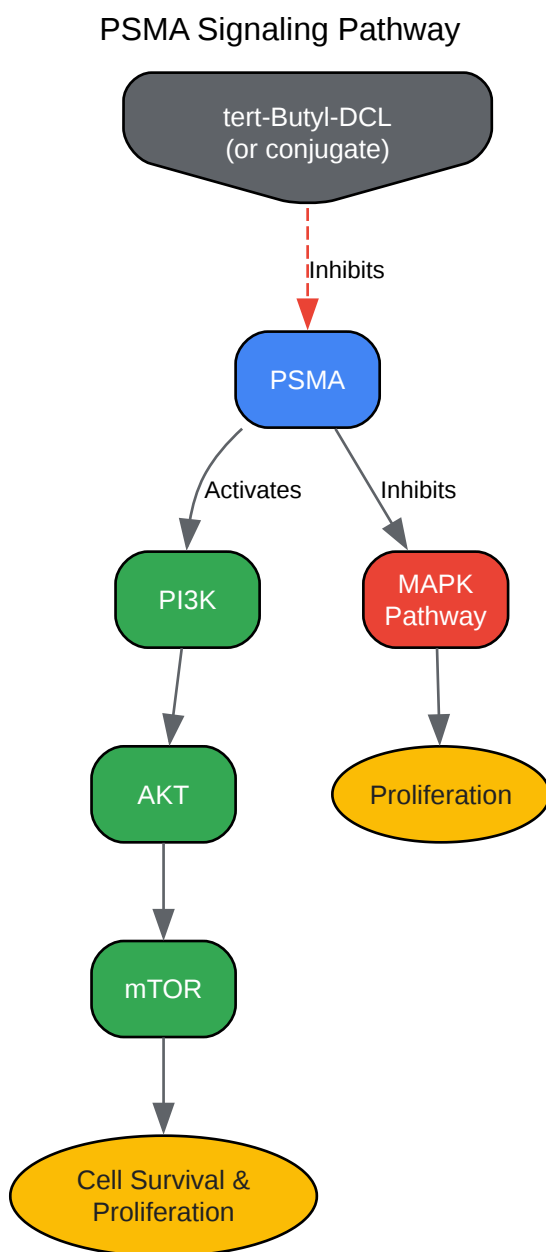 PSMA Signaling Pathway
tert-Butyl-DCL
(or conjugate)
Inhibits
PSMA
Activates
Inhibits
PI3K
MAPK
Pathway
AKT
Proliferation
mTOR
Cell Survival &
Proliferation